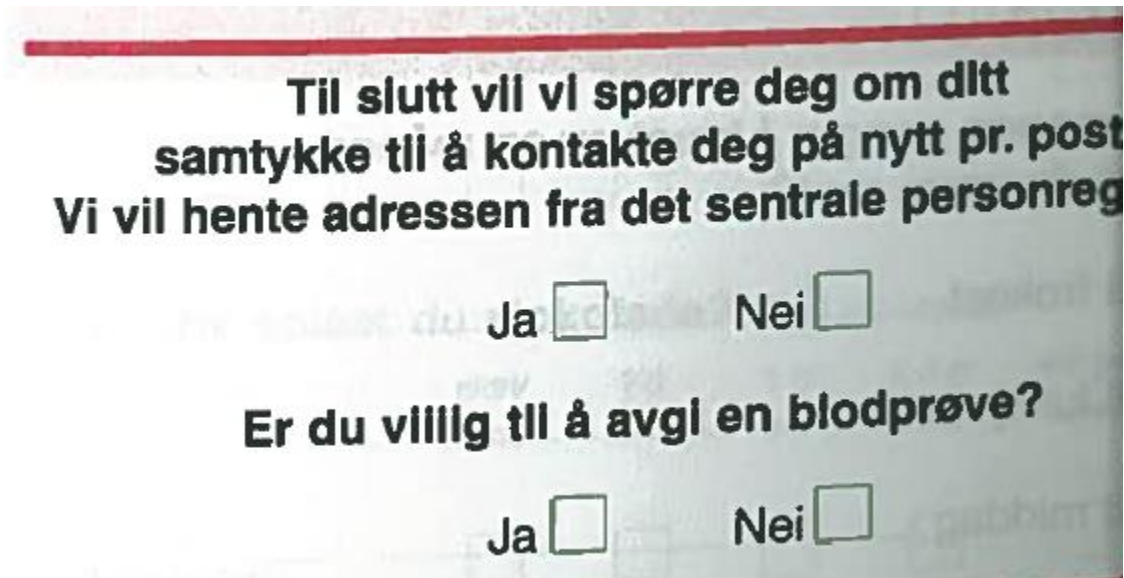 Til slutt vil vi spørre deg om ditt
samtykke til å kontakte deg på nytt pr. post
Vi vil hente adressen fra det sentrale personreg
Ja Nei
Er du villig til å avgi en blodprøve?
Ja Nei